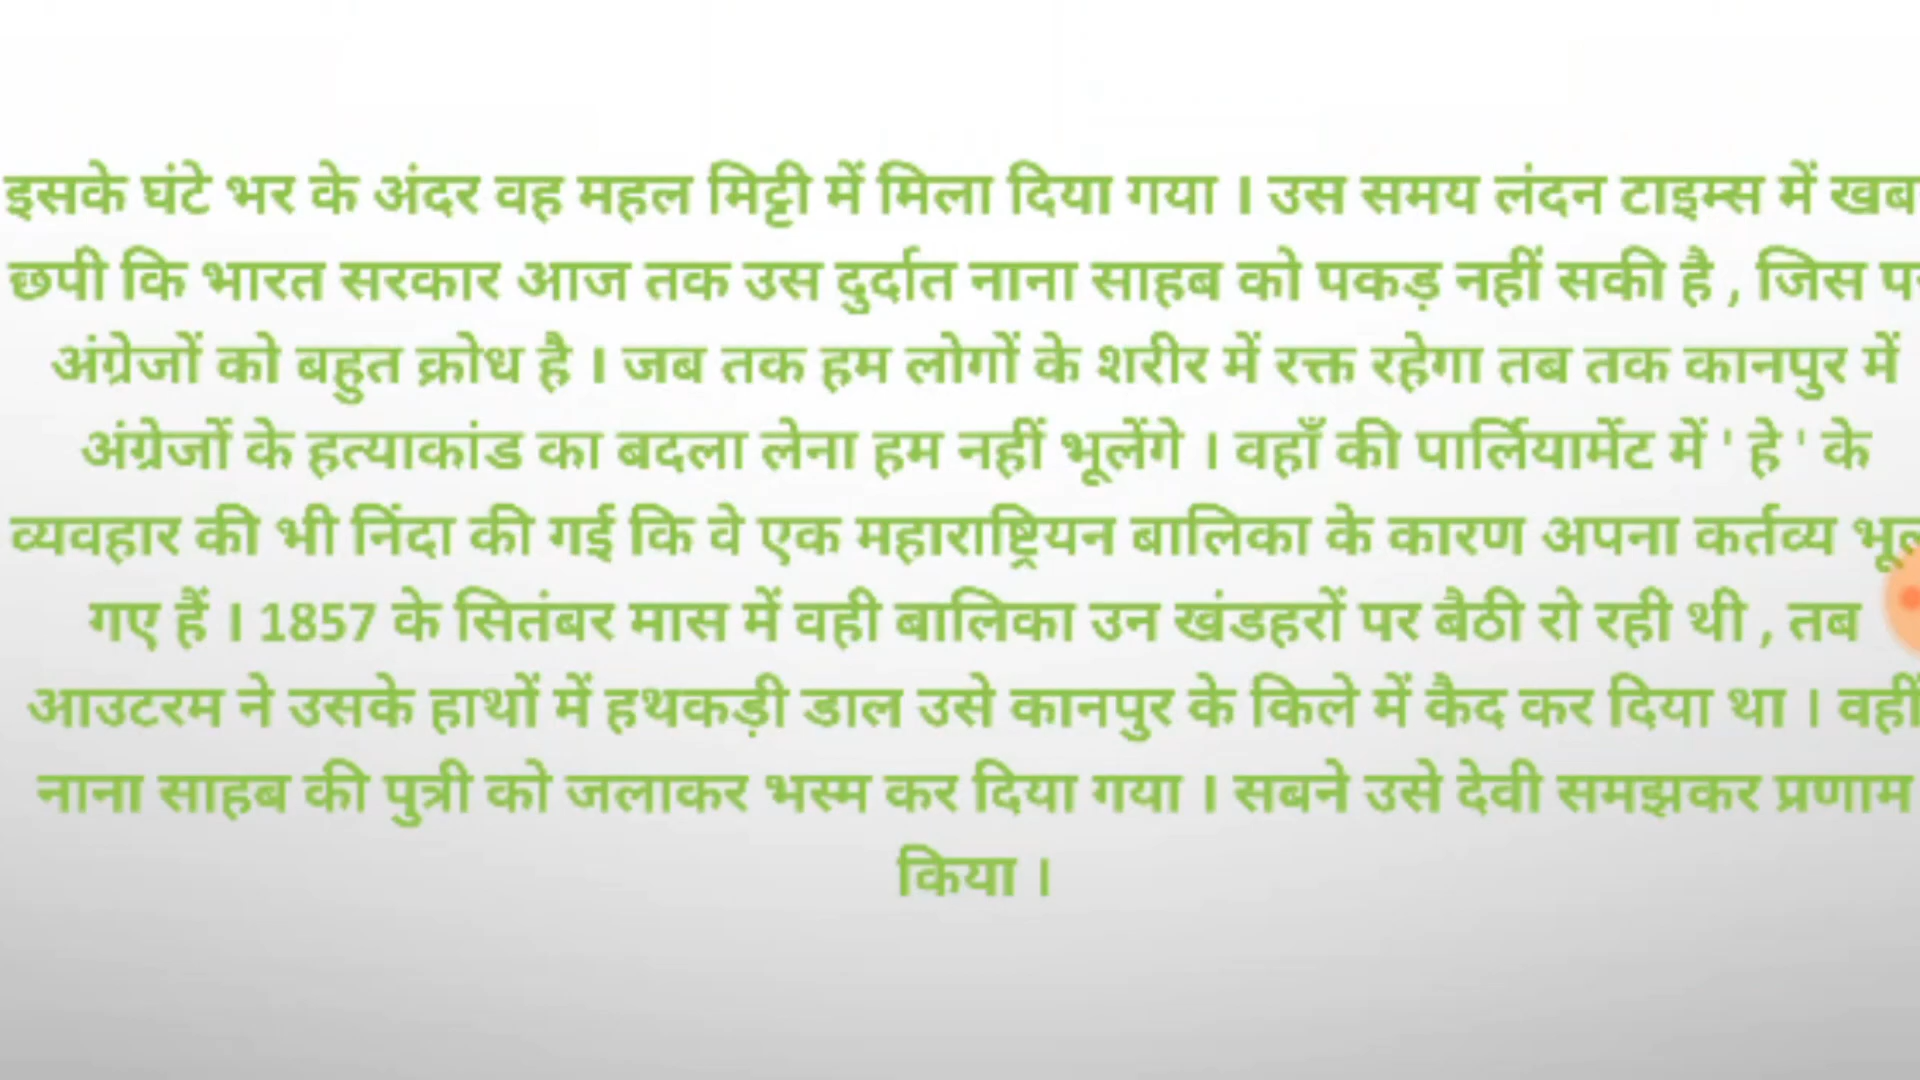 इसके घंटे भर के अंदर वह महल मिट्टी में मिला दिया गया । उस समय लंदन टाइम्स में खब
छपी कि भारत सरकार आज तक उस दुर्दात नाना साहब को पकड़ नहीं सकी है , जिस पर
अंग्रेजों को बहुत क्रोध है । जब तक हम लोगों के शरीर में रक्त रहेगा तब तक कानपुर में
अंग्रेजों के हत्याकांड का बदला लेना हम नहीं भूलेंगे । वहाँ की पार्लियामेंट में ' हे ' के
व्यवहार की भी निंदा की गई कि वे एक महाराष्ट्रियन बालिका के कारण अपना कर्तव्य भूल
गए हैं । 1857 के सितंबर मास में वही बालिका उन खंडहरों पर बैठी रो रही थी , तब
आउटरम ने उसके हाथों में हथकड़ी डाल उसे कानपुर के किले में कैद कर दिया था । वहीं
नाना साहब की पुत्री को जलाकर भस्म कर दिया गया । सबने उसे देवी समझकर प्रणाम
किया ।